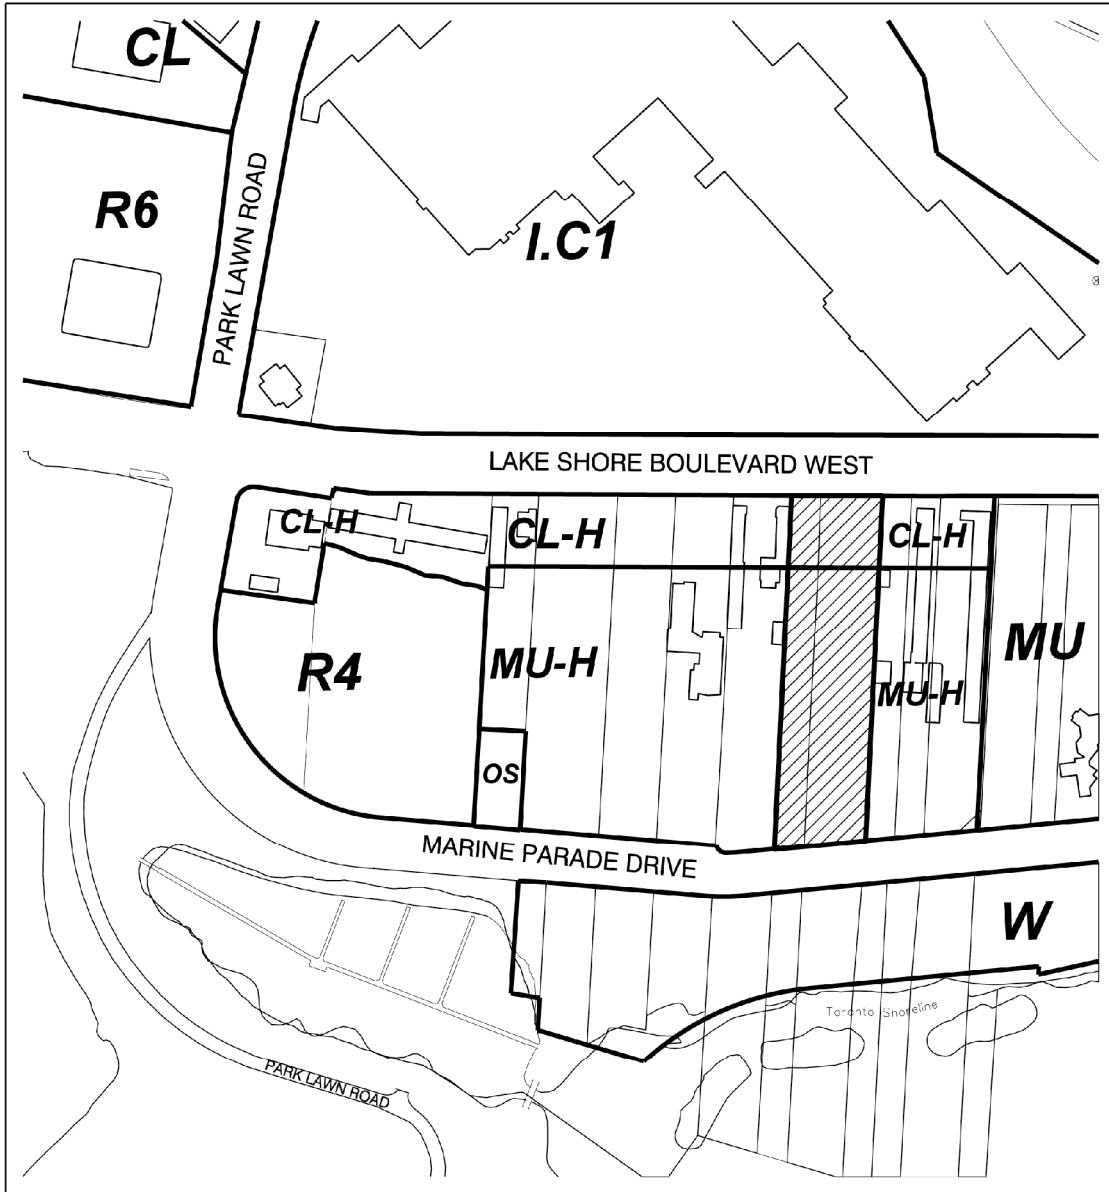 CL
R6
PARK LAWN ROAD
I.C1
LAKE SHORE BOULEVARD WEST
CL-H
CL-H
CL-H
R4
MU-H
MU-H
MU
OS
MARINE PARADE DRIVE
W
Toronto Shoreline
PARK LAWN ROAD